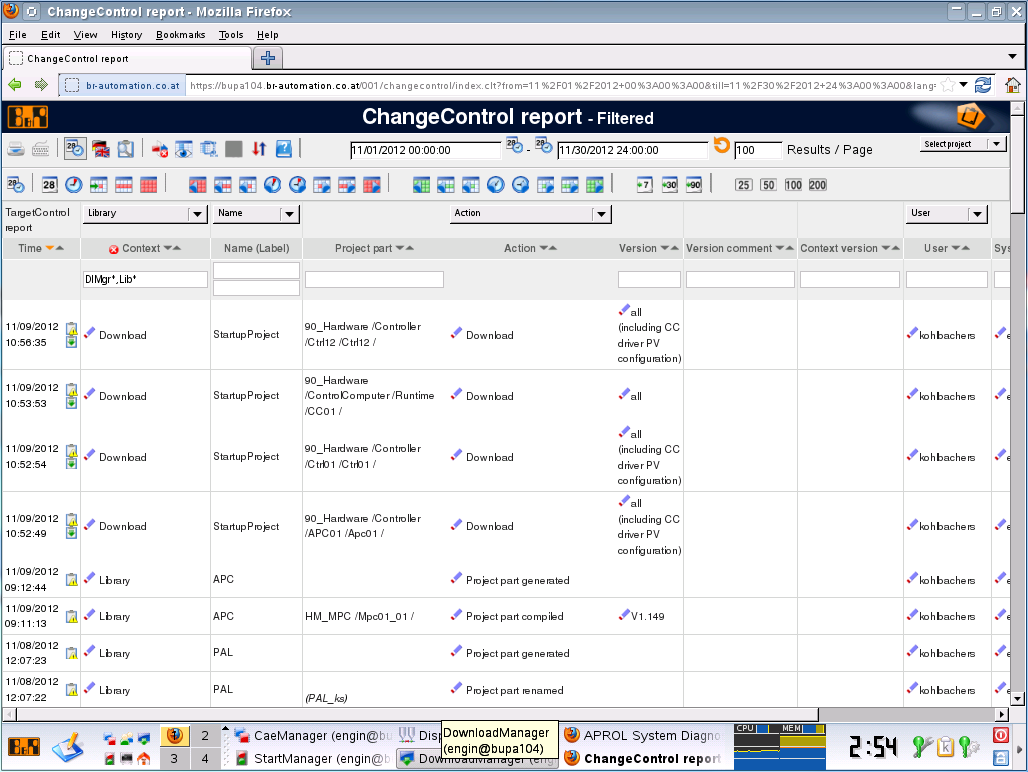 ChangeControl report - Mozilla Firefox
File Edit View History Bookmarks Tools Help
ChangeControl report
br-automation.co.at https://bupa104.br-automation.co.at/001/changecontrol/index.clt?from=11%2F01%2F2012+00%3A00%3A00&till=11%2F30%2F2012+24%3A00%3A00&lang=
B&R ChangeControl report - Filtered
28 28 11/01/2012 00:00:00 28 - 28 11/30/2012 24:00:00 100 Results / Page Select project
28 28 +7 +30 +90 25 50 100 200
TargetControl report Library Name Action User
Time Context Name (Label) Project part Action Version Version comment Context version User Sys
DIMgr*,Lib*
11/09/2012 10:56:35 Download StartupProject 90_Hardware /Controller /Ctrl12 /Ctrl12 / Download all (including CC driver PV configuration) kohlbachers e
11/09/2012 10:53:53 Download StartupProject 90_Hardware /ControlComputer /Runtime /CC01 / Download all kohlbachers e
11/09/2012 10:52:54 Download StartupProject 90_Hardware /Controller /Ctrl01 /Ctrl01 / Download all (including CC driver PV configuration) kohlbachers e
11/09/2012 10:52:49 Download StartupProject 90_Hardware /Controller /APC01 /Apc01 / Download all (including CC driver PV configuration) kohlbachers e
11/09/2012 09:12:44 Library APC Project part generated kohlbachers e
11/09/2012 09:11:13 Library APC HM_MPC /Mpc01_01 / Project part compiled V1.149 kohlbachers e
11/08/2012 12:07:23 Library PAL Project part generated kohlbachers e
11/08/2012 12:07:22 Library PAL (PAL_ks) Project part renamed kohlbachers e
B&R 2 CaeManager (engin@bu Disp DownloadManager APROL System Diagno CPU MEM 2:54
3 4 StartManager (engin@b DownloadManager (eng (engin@bupa104) ChangeControl report